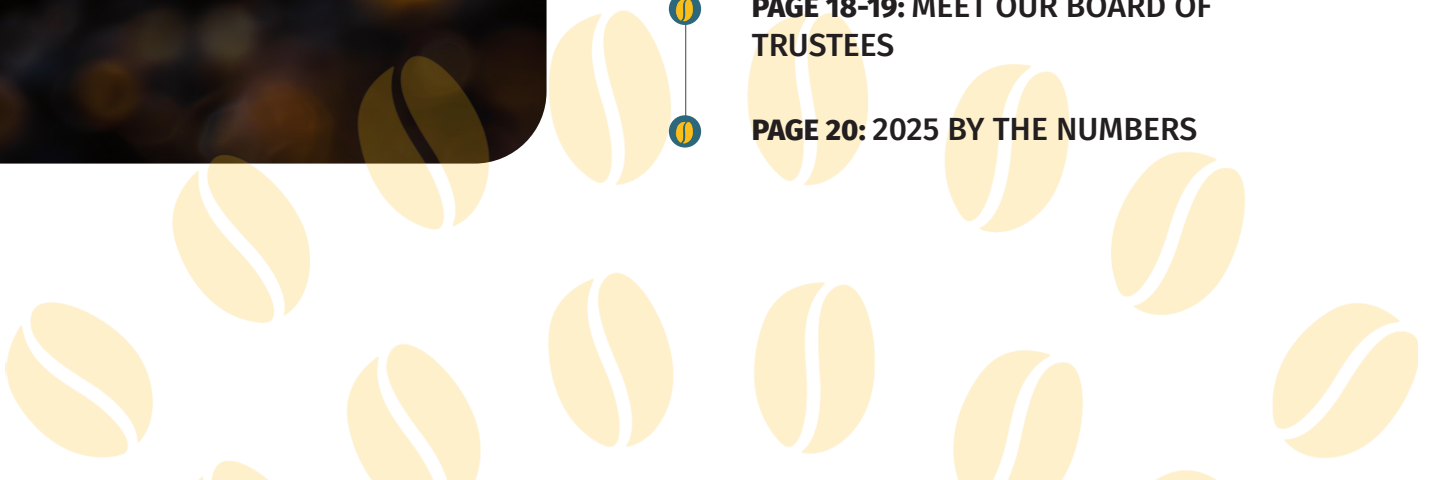 PAGE 18-19: MEET OUR BOARD OF
TRUSTEES
PAGE 20: 2025 BY THE NUMBERS